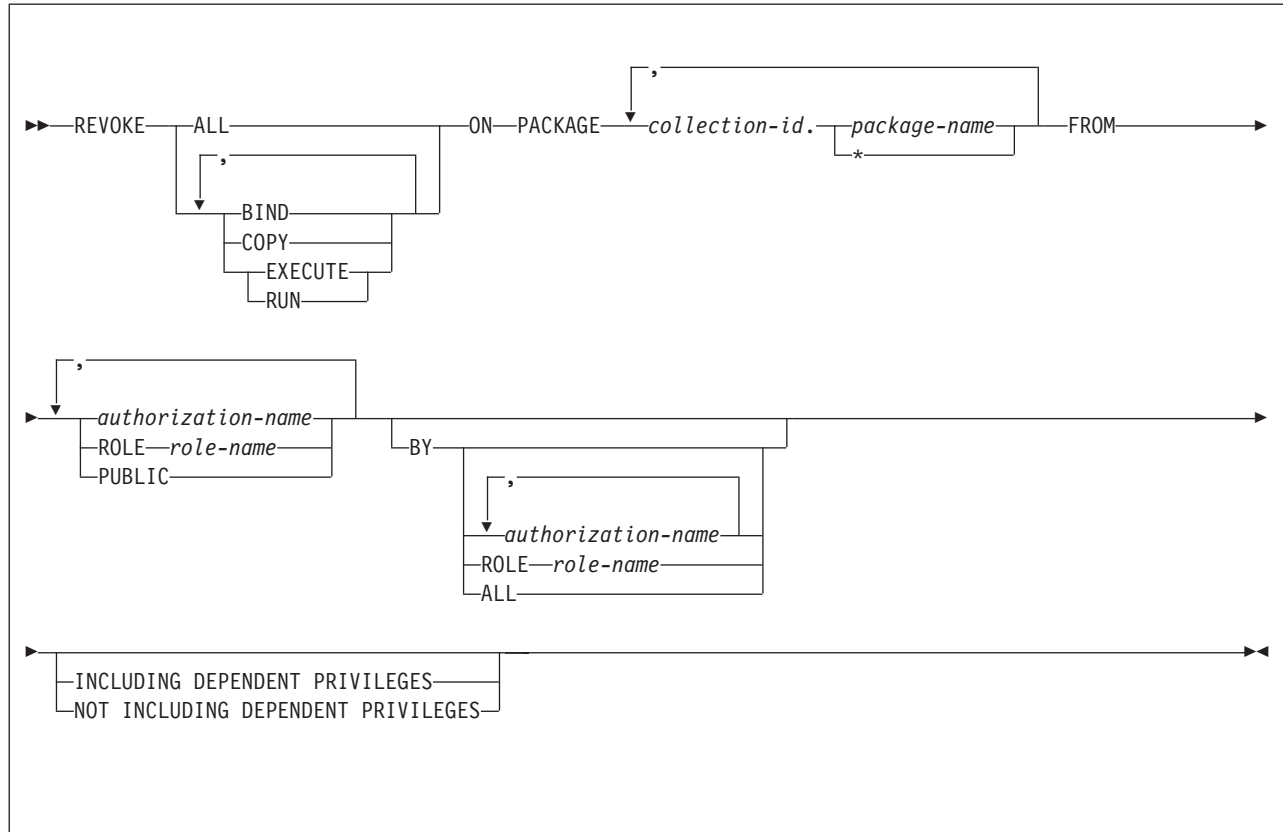 ,
REVOKE ALL ON PACKAGE collection-id. package-name FROM
, *
BIND
COPY
EXECUTE
RUN
,
authorization-name
ROLE role-name BY
PUBLIC ,
authorization-name
ROLE role-name
ALL
INCLUDING DEPENDENT PRIVILEGES
NOT INCLUDING DEPENDENT PRIVILEGES